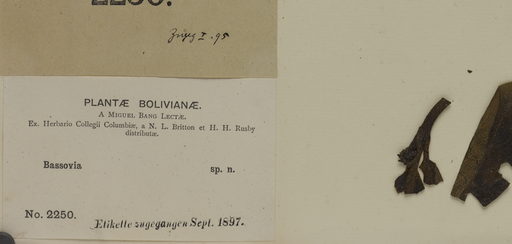 2250.
I. 95
PLANTÆ BOLIVIANÆ.
A MIGUEL BANG LECTÆ.
Ex. Herbario Collegii Columbiæ, a N. L. Britton et H. H. Rusby
distributæ.
Bassovia sp. n.
No. 2250.
Etikette zugegangen Sept. 1897.